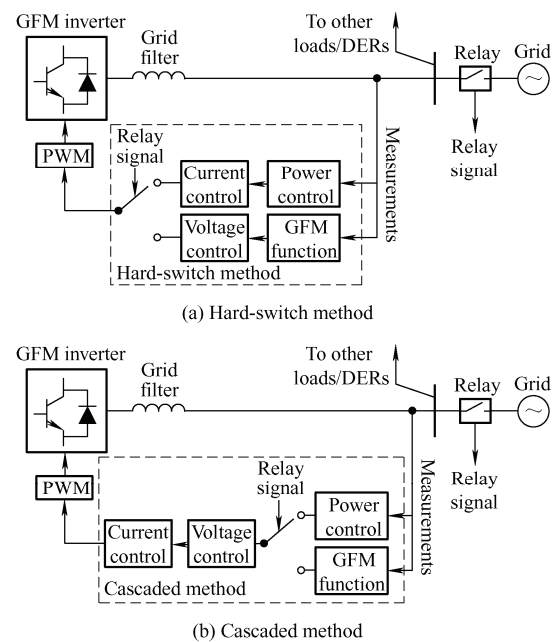 GFM inverter
Grid
filter
To other
loads/DERs
Relay
Grid
Relay
signal
Measurements
PWM
Relay
signal
Current
control
Power
control
Voltage
control
GFM
function
Hard-switch method
(a) Hard-switch method
GFM inverter
Grid
filter
To other
loads/DERs
Relay
Grid
Relay
signal
Measurements
PWM
Relay
signal
Power
control
Current
control
Voltage
control
GFM
function
Cascaded method
(b) Cascaded method